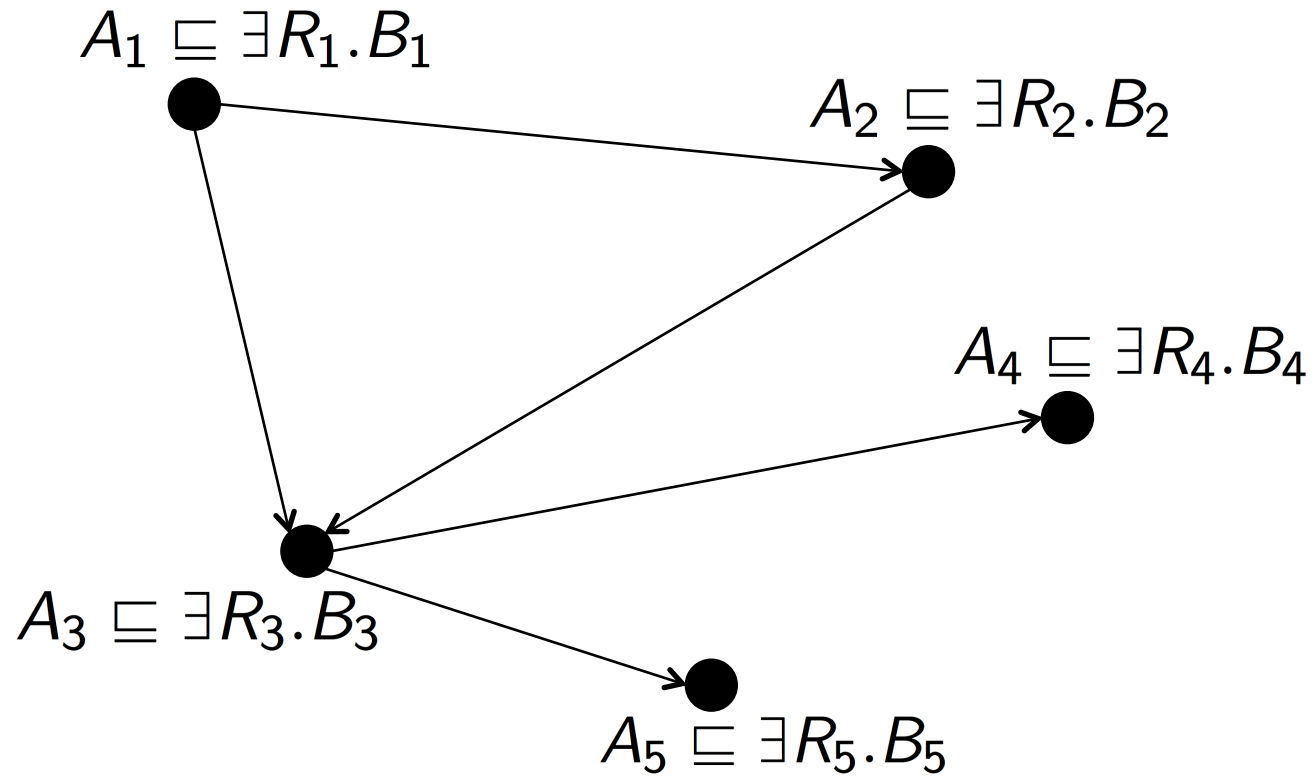 A₁ ⊑ ∃R₁.B₁
A₂ ⊑ ∃R₂.B₂
A₄ ⊑ ∃R₄.B₄
A₃ ⊑ ∃R₃.B₃
A₅ ⊑ ∃R₅.B₅